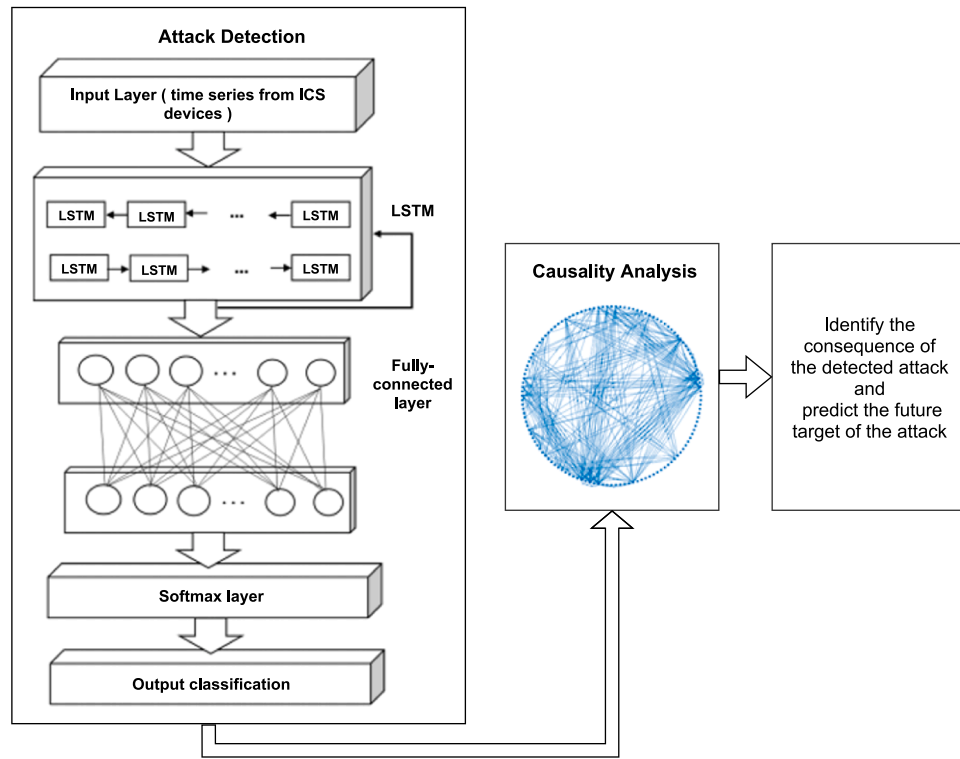 Attack Detection
Input Layer ( time series from ICS
devices )
LSTM LSTM ... LSTM
LSTM
LSTM LSTM ... LSTM
Fully-
connected
layer
...
...
Softmax layer
Output classification
Causality Analysis
Identify the
consequence of
the detected attack
and
predict the future
target of the attack